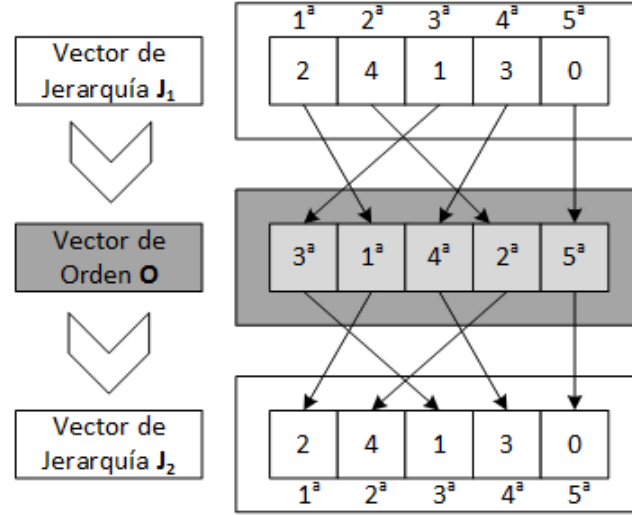 1ª 2ª 3ª 4ª 5ª
Vector de
Jerarquía J₁
2 4 1 3 0
Vector de
Orden O
3ª 1ª 4ª 2ª 5ª
Vector de
Jerarquía J₂
2 4 1 3 0
1ª 2ª 3ª 4ª 5ª